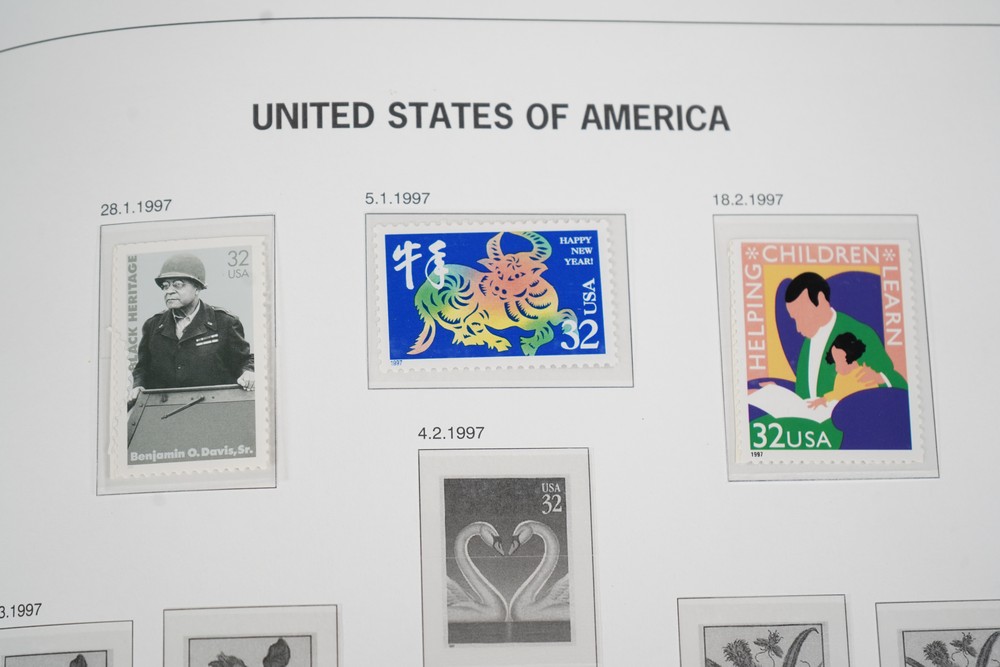 UNITED STATES OF AMERICA
28.1.1997
5.1.1997
18.2.1997
BLACK HERITAGE
32
USA
Benjamin O. Davis, Sr.
牛年
HAPPY
NEW
YEAR!
32 USA
1997
HELPING
*CHILDREN*
LEARN
32USA
1997
4.2.1997
USA
32
3.1997